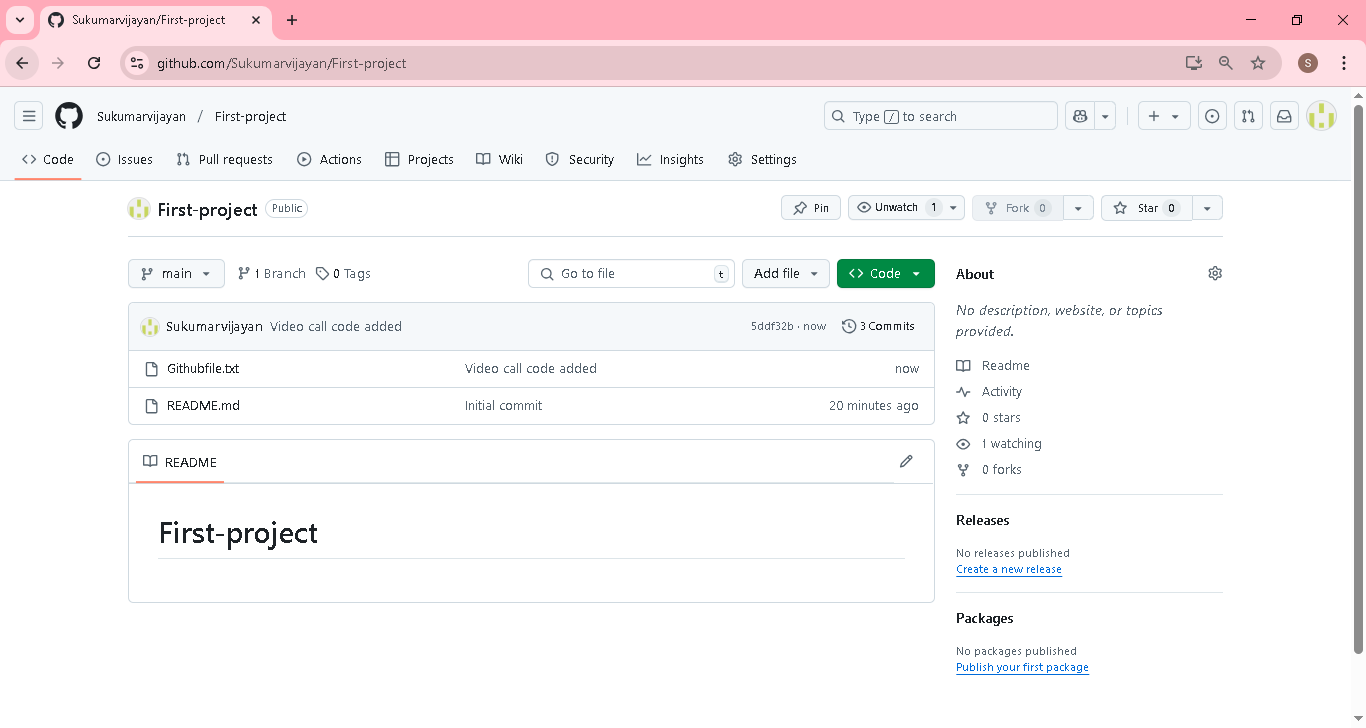 Sukumarvijayan/First-project
github.com/Sukumarvijayan/First-project
S
Sukumarvijayan / First-project
Type / to search
Code Issues Pull requests Actions Projects Wiki Security Insights Settings
First-project Public
Pin Unwatch 1 Fork 0 Star 0
main 1 Branch 0 Tags
Go to file t Add file Code
Sukumarvijayan Video call code added 5ddf32b · now 3 Commits
Githubfile.txt Video call code added now
README.md Initial commit 20 minutes ago
README
First-project
About
No description, website, or topics
provided.
Readme
Activity
0 stars
1 watching
0 forks
Releases
No releases published
Create a new release
Packages
No packages published
Publish your first package